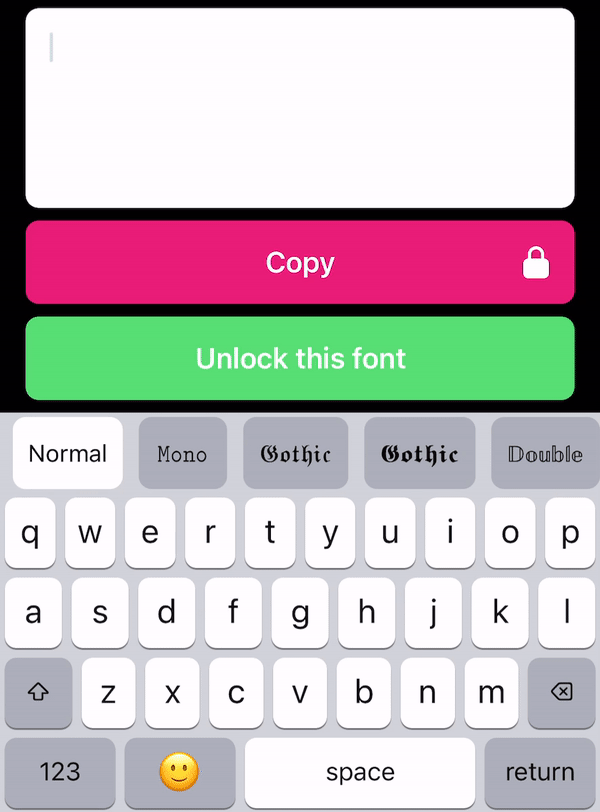 Copy
Unlock this font
Normal 𝙼𝚘𝚗𝚘 𝔊𝔬𝔱𝔥𝔦𝔠 𝕲𝖔𝖙𝖍𝖎𝖈 𝔻𝕠𝕦𝕓𝕝𝕖
q w e r t y u i o p
a s d f g h j k l
z x c v b n m
123 space return